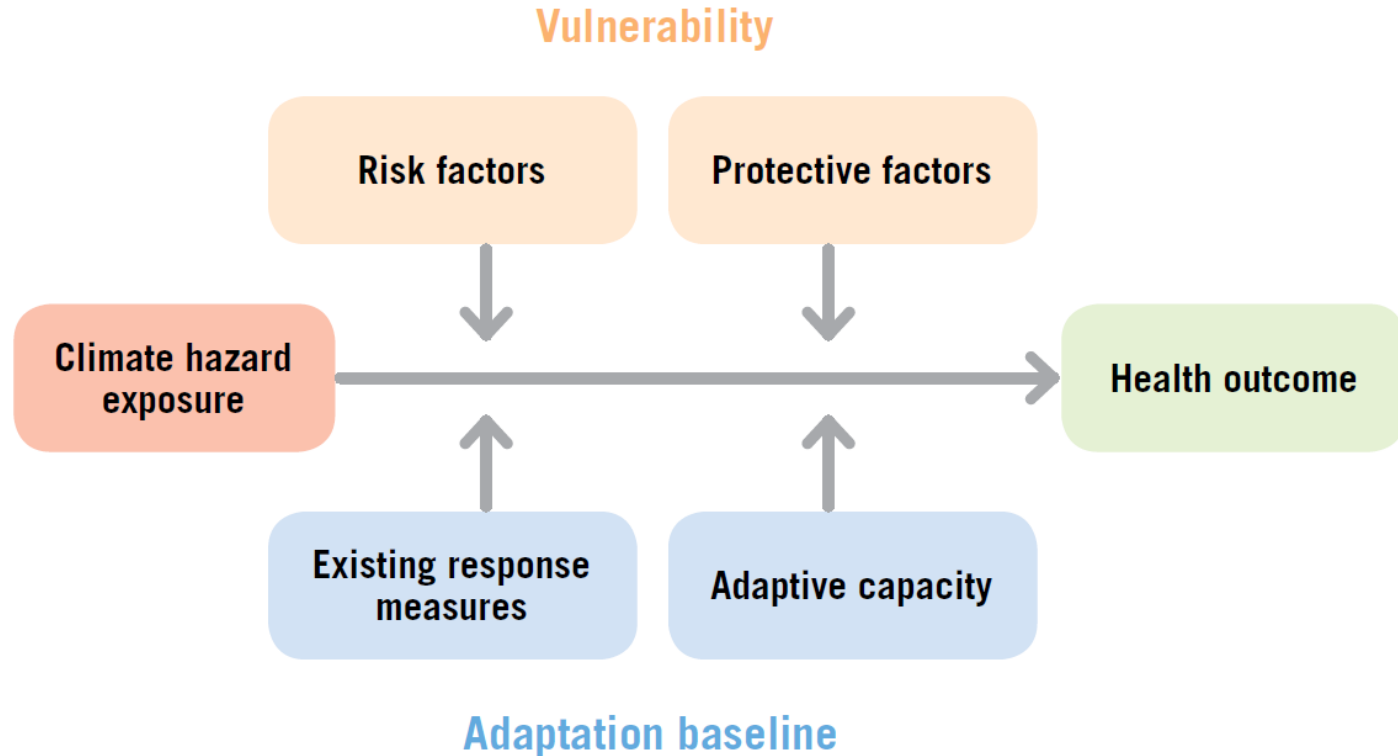 Vulnerability
Risk factors
Protective factors
Climate hazard
exposure
Health outcome
Existing response
measures
Adaptive capacity
Adaptation baseline